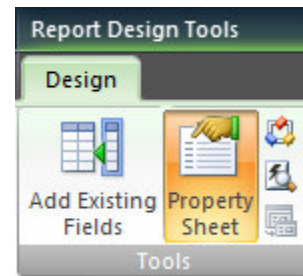 Report Design Tools
Design
Add Existing Fields
Property Sheet
Tools